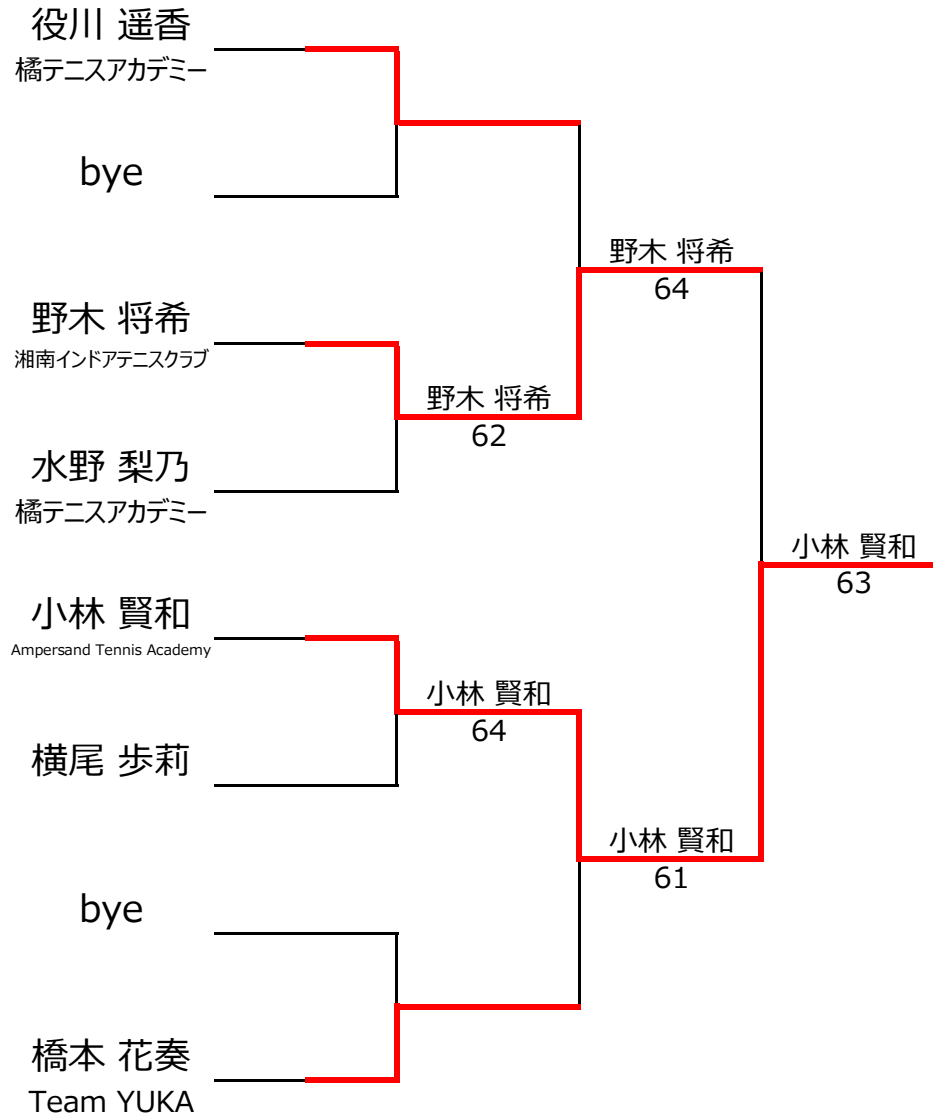 役川 遥香
橘テニスアカデミー
bye
野木 将希
湘南インドアテニスクラブ
水野 梨乃
橘テニスアカデミー
小林 賢和
Ampersand Tennis Academy
横尾 歩莉
bye
橋本 花奏
Team YUKA
野木 将希
62
小林 賢和
64
野木 将希
64
小林 賢和
61
小林 賢和
63